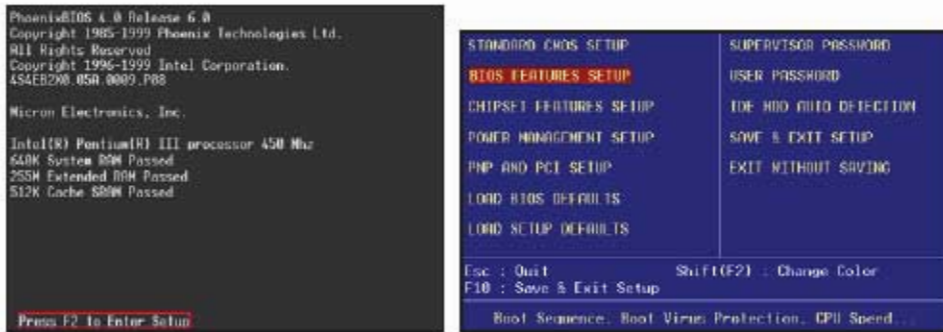 PhoenixBIOS 4.0 Release 6.0
Copyright 1985-1999 Phoenix Technologies Ltd.
All Rights Reserved
Copyright 1996-1999 Intel Corporation.
4S4EB2X0.05A.0009.P08
Micron Electronics, Inc.
Intel(R) Pentium(R) III processor 450 Mhz
640K System RAM Passed
255M Extended RAM Passed
512K Cache SRAM Passed
Press F2 to Enter Setup
STANDARD CMOS SETUP
BIOS FEATURES SETUP
CHIPSET FEATURES SETUP
POWER MANAGEMENT SETUP
PNP AND PCI SETUP
LOAD BIOS DEFAULTS
LOAD SETUP DEFAULTS
SUPERVISOR PASSWORD
USER PASSWORD
IDE HDD AUTO DETECTION
SAVE & EXIT SETUP
EXIT WITHOUT SAVING
Esc : Quit
F10 : Save & Exit Setup
Shift(F2) : Change Color
Boot Sequence, Boot Virus Protection, CPU Speed...